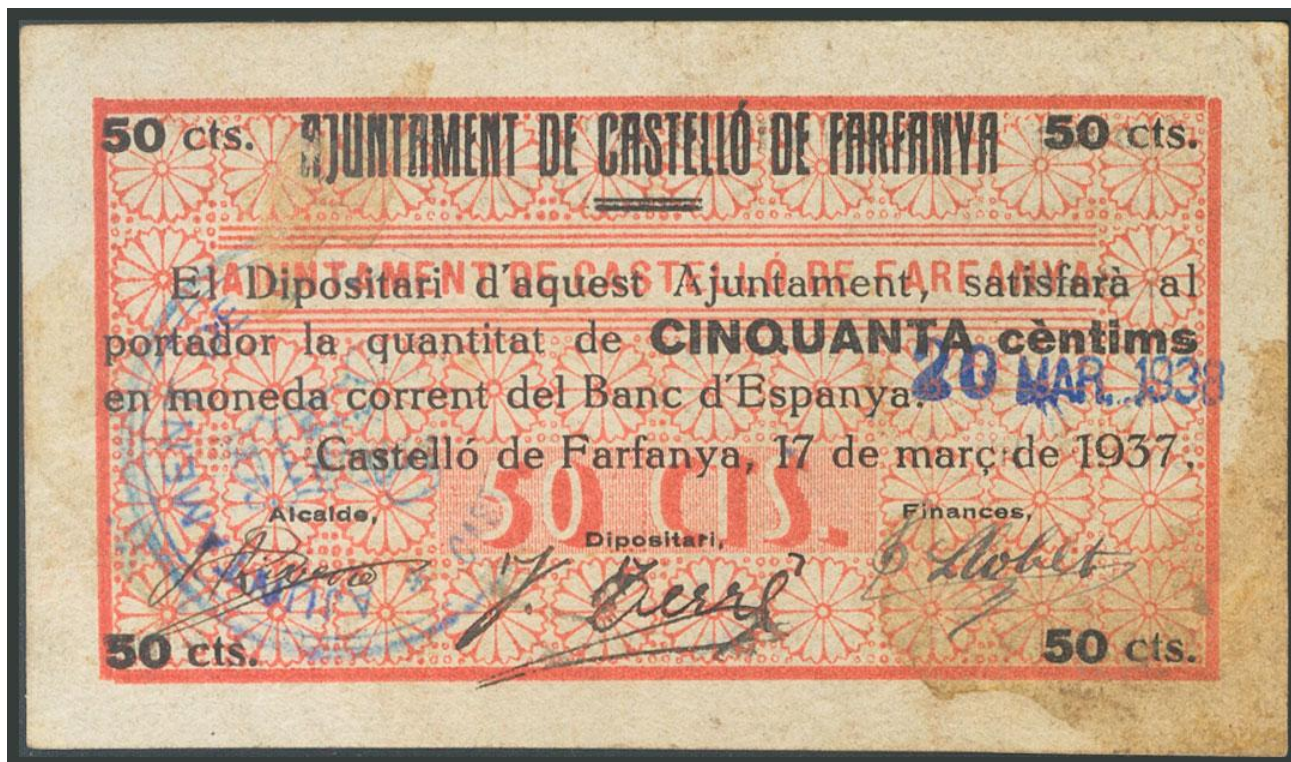 50 cts. AJUNTAMENT DE CASTELLÓ DE FARFANYA 50 cts.
AJUNTAMENT DE CASTELLÓ DE FARFANYA
El Dipositari d'aquest Ajuntament, satisfarà al
portador la quantitat de CINQUANTA cèntims
en moneda corrent del Banc d'Espanya.
20 MAR. 1938
Castelló de Farfanya, 17 de març de 1937.
50 CTS.
Alcalde, Dipositari, Finances,
J. Llobet
50 cts. 50 cts.
AJUNTAMEN